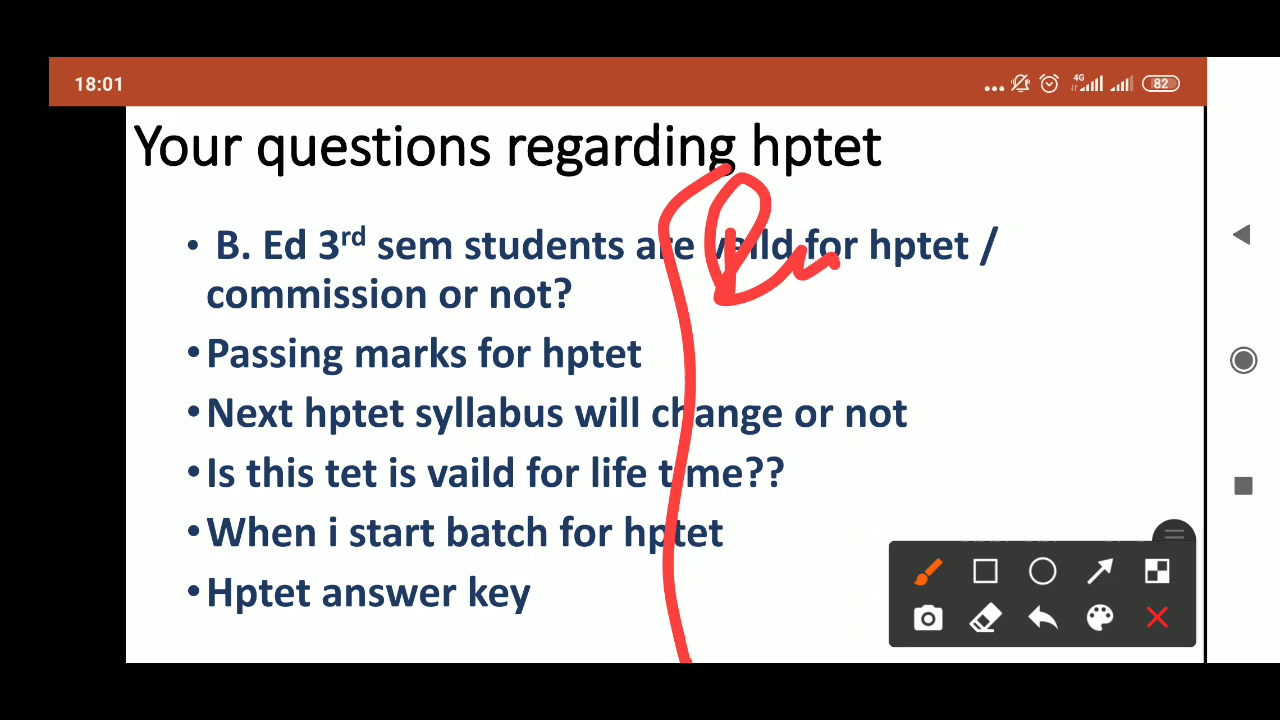 18:01
4G
82
Your questions regarding hptet
• B. Ed 3rd sem students are vaild for hptet /
commission or not?
• Passing marks for hptet
• Next hptet syllabus will change or not
• Is this tet is vaild for life time??
• When i start batch for hptet
• Hptet answer key